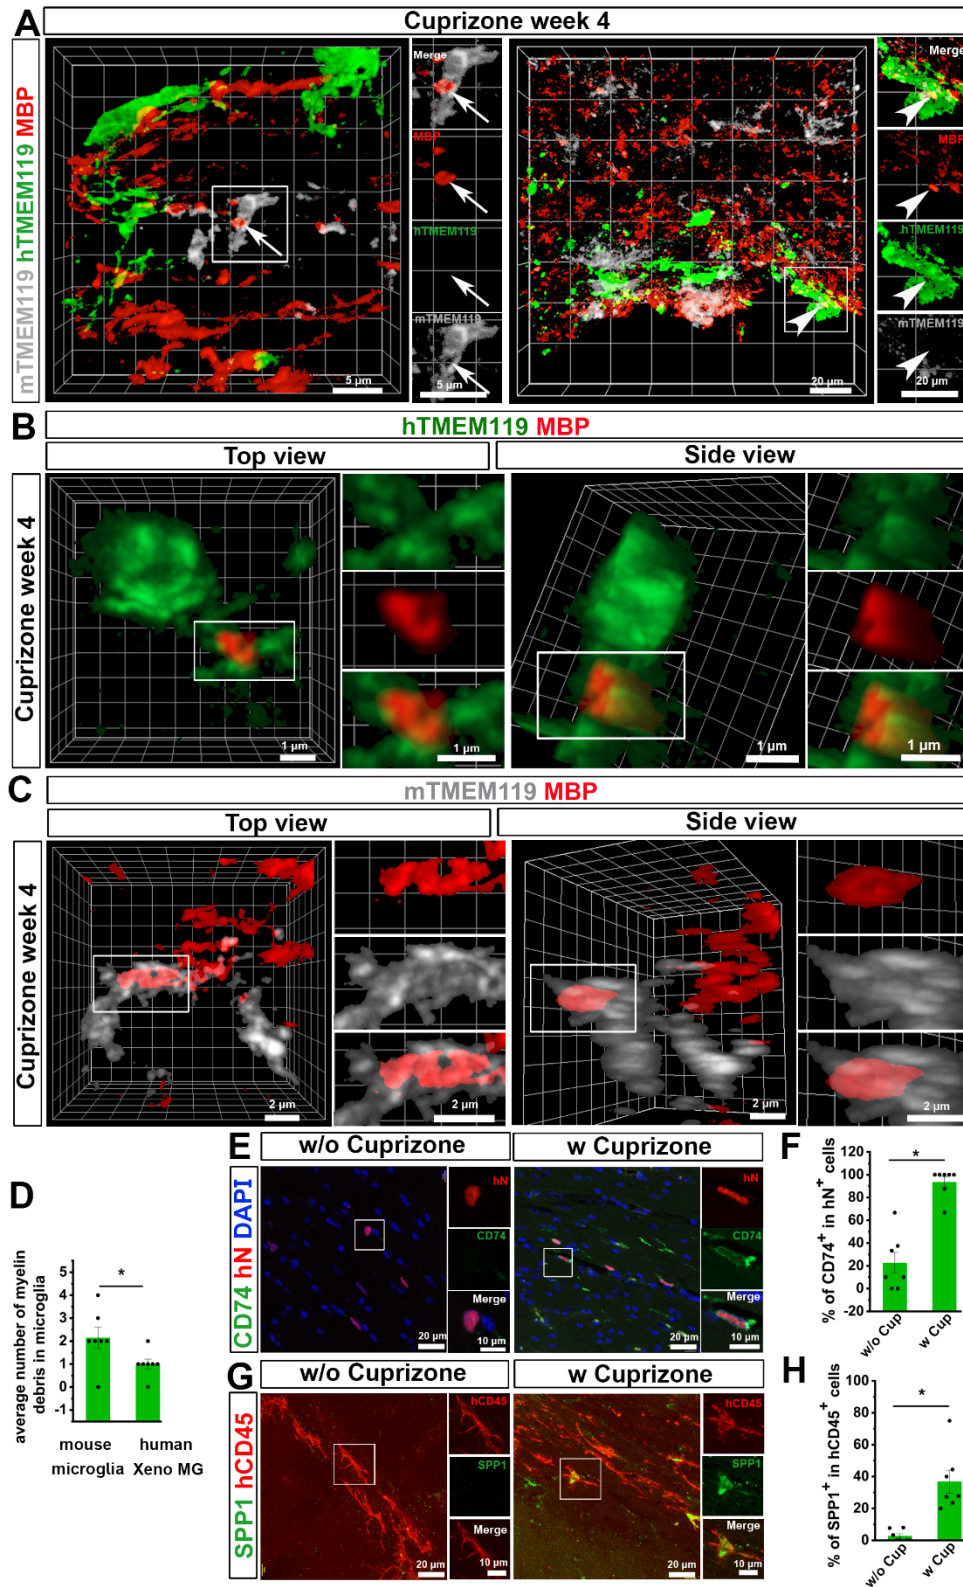 A
Cuprizone week 4
mTMEM119 hTMEM119 MBP
Merge
MBP
hTMEM119
mTMEM119
5 µm
5 µm
Merge
MBP
hTMEM119
mTMEM119
20 µm
20 µm
B
hTMEM119 MBP
Top view
Side view
Cuprizone week 4
1 µm
1 µm
1 µm
1 µm
C
mTMEM119 MBP
Top view
Side view
Cuprizone week 4
2 µm
2 µm
2 µm
2 µm
D
average number of myelin
debris in microglia
5
4
3
2
1
0
-1
*
mouse
microglia
human
Xeno MG
E
w/o Cuprizone
w Cuprizone
CD74 hN DAPI
hN
CD74
Merge
20 µm
10 µm
hN
CD74
Merge
20 µm
10 µm
F
% of CD74+ in hN+ cells
120
100
80
60
40
20
0
-20
*
w/o Cup
w Cup
G
w/o Cuprizone
w Cuprizone
SPP1 hCD45
hCD45
SPP1
Merge
20 µm
10 µm
hCD45
SPP1
Merge
20 µm
10 µm
H
% of SPP1+ in hCD45+ cells
100
80
60
40
20
0
*
w/o Cup
w Cup